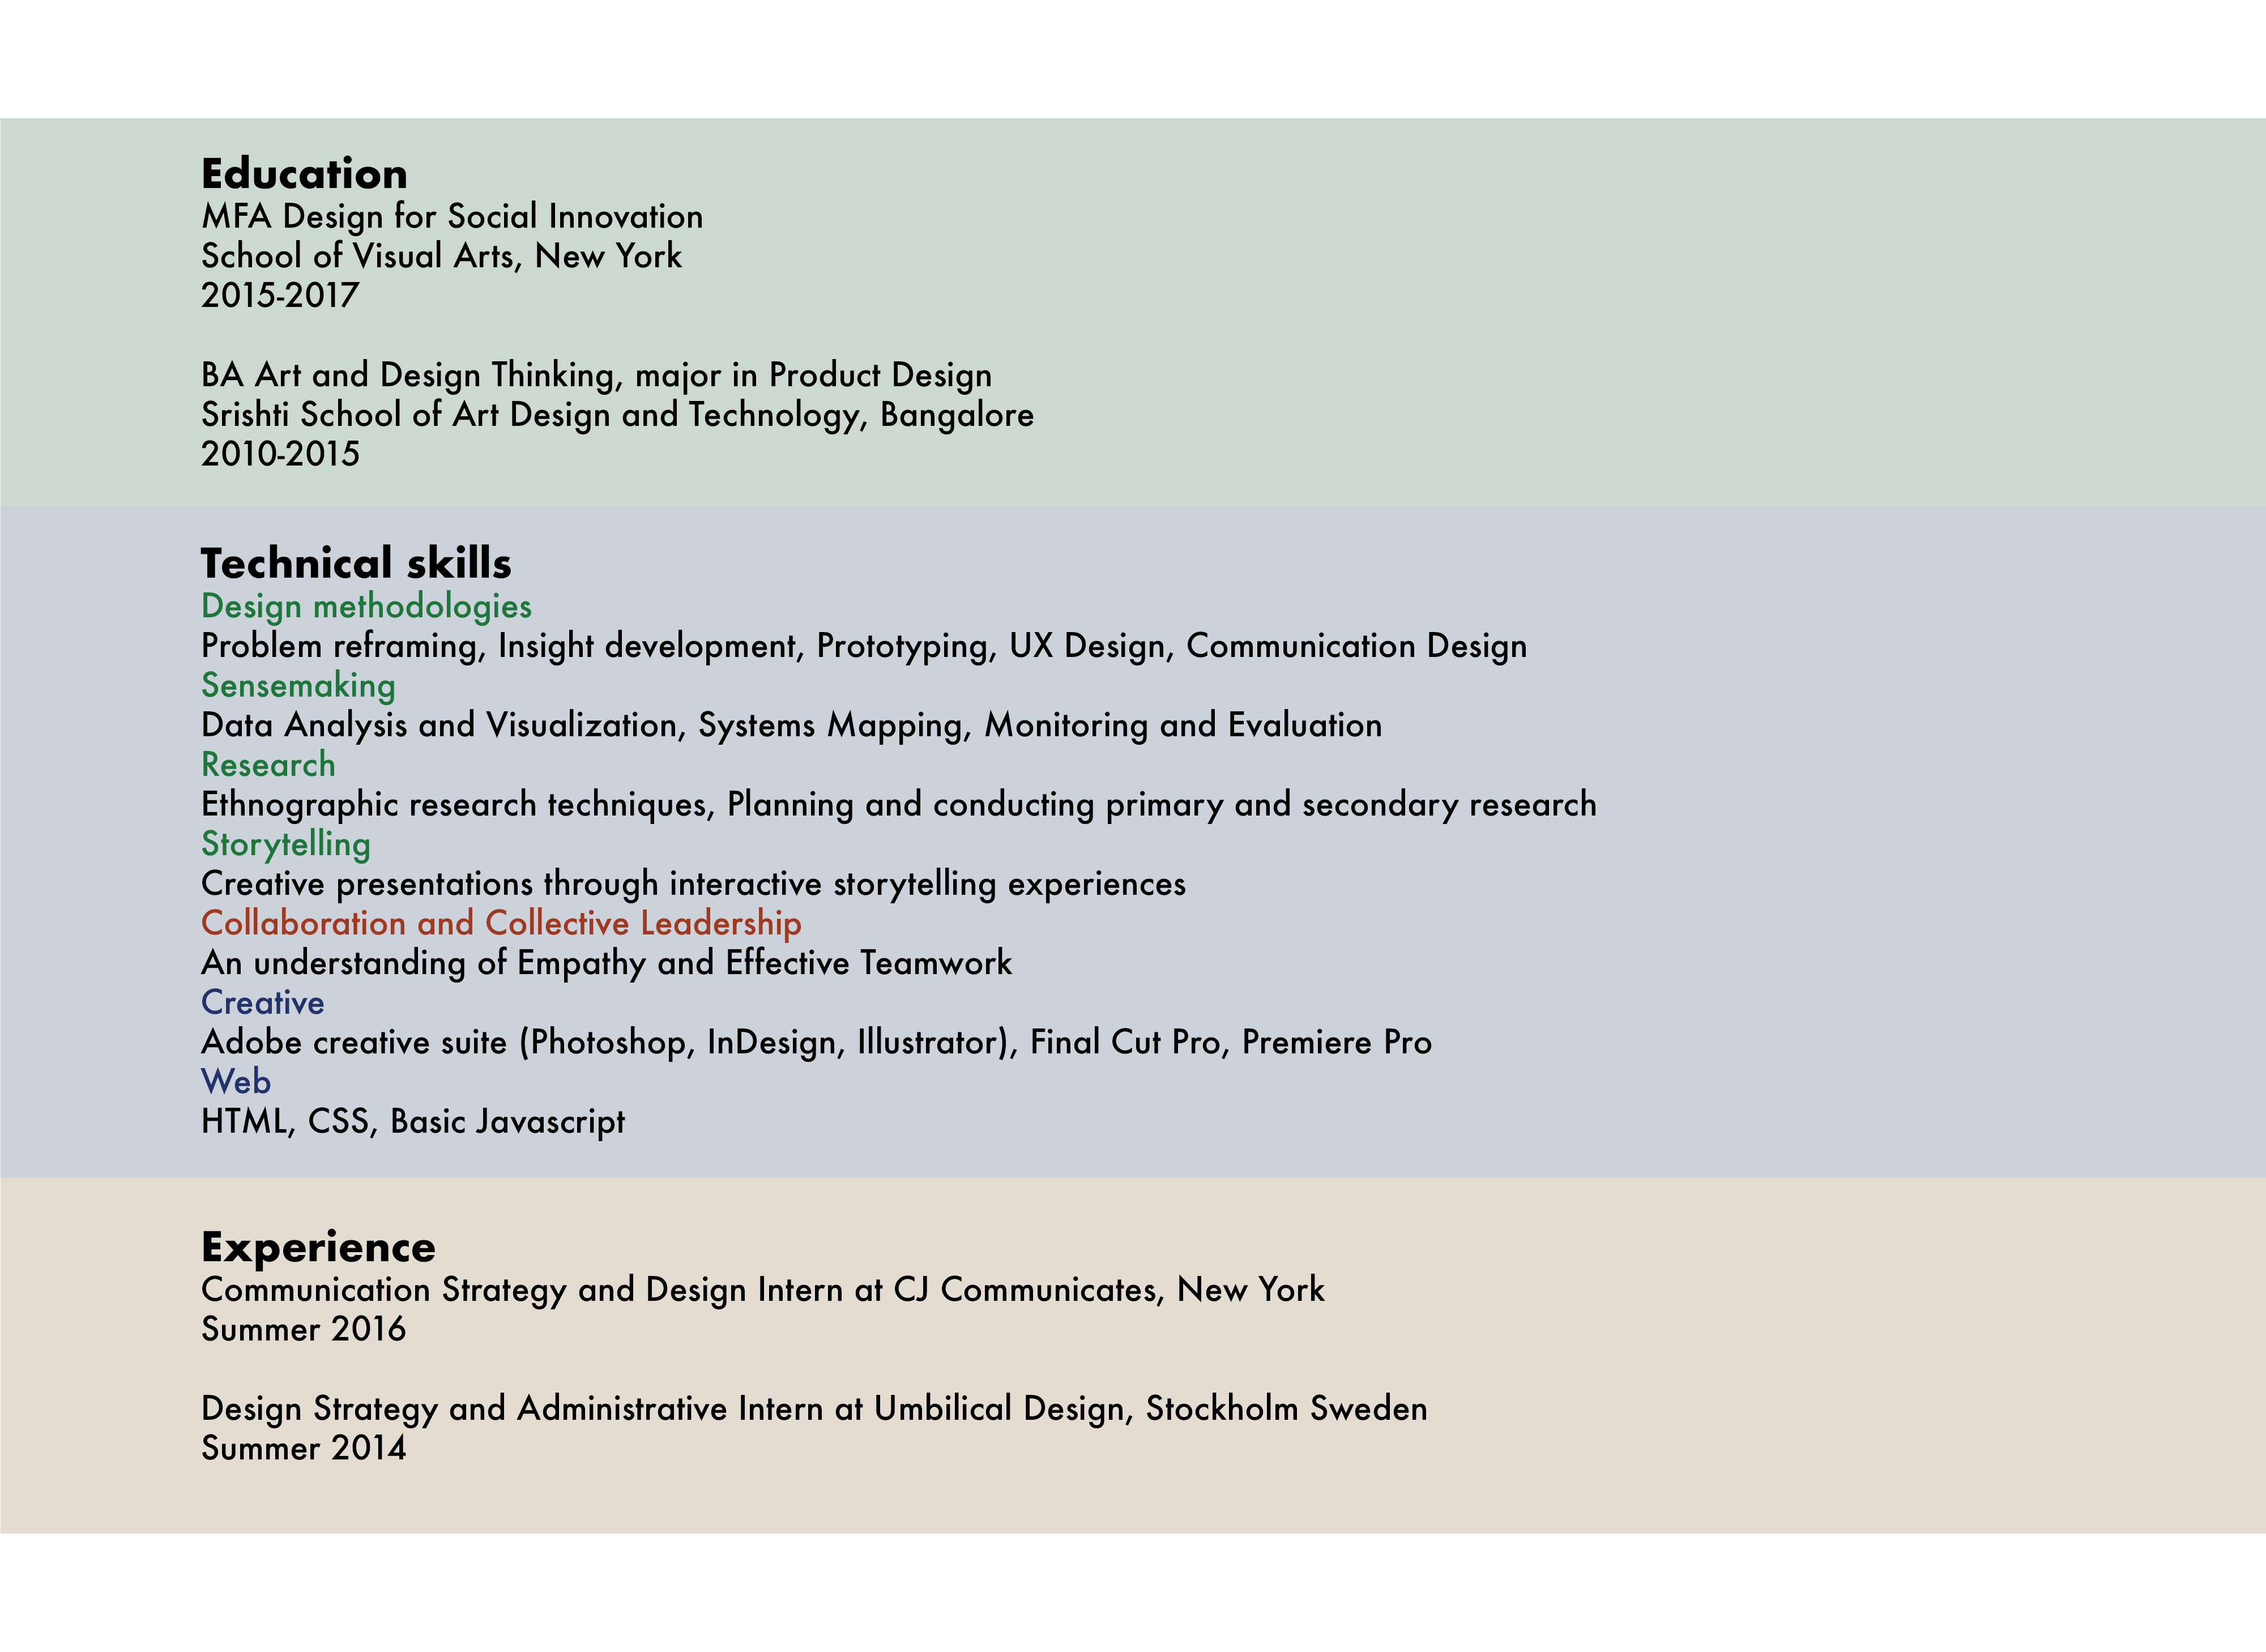 Education
MFA Design for Social Innovation
School of Visual Arts, New York
2015-2017
BA Art and Design Thinking, major in Product Design
Srishti School of Art Design and Technology, Bangalore
2010-2015
Technical skills
Design methodologies
Problem reframing, Insight development, Prototyping, UX Design, Communication Design
Sensemaking
Data Analysis and Visualization, Systems Mapping, Monitoring and Evaluation
Research
Ethnographic research techniques, Planning and conducting primary and secondary research
Storytelling
Creative presentations through interactive storytelling experiences
Collaboration and Collective Leadership
An understanding of Empathy and Effective Teamwork
Creative
Adobe creative suite (Photoshop, InDesign, Illustrator), Final Cut Pro, Premiere Pro
Web
HTML, CSS, Basic Javascript
Experience
Communication Strategy and Design Intern at CJ Communicates, New York
Summer 2016
Design Strategy and Administrative Intern at Umbilical Design, Stockholm Sweden
Summer 2014